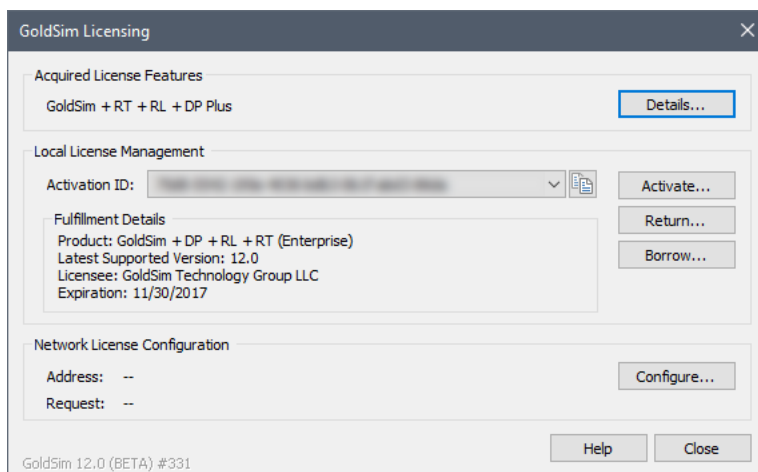 GoldSim Licensing
Acquired License Features
GoldSim + RT + RL + DP Plus
Details...
Local License Management
Activation ID:
Activate...
Return...
Borrow...
Fulfillment Details
Product: GoldSim + DP + RL + RT (Enterprise)
Latest Supported Version: 12.0
Licensee: GoldSim Technology Group LLC
Expiration: 11/30/2017
Network License Configuration
Address: --
Request: --
Configure...
Help
Close
GoldSim 12.0 (BETA) #331